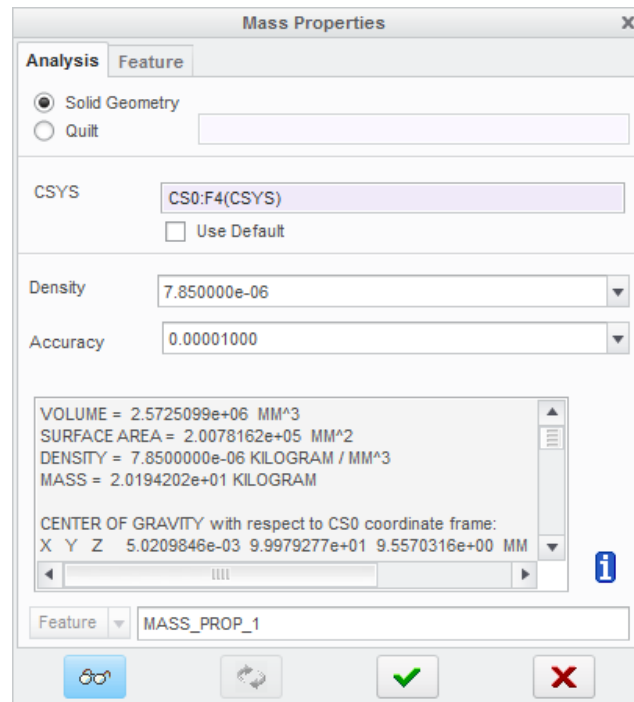 Mass Properties
Analysis Feature
Solid Geometry
Quilt
CSYS CS0:F4(CSYS)
Use Default
Density 7.850000e-06
Accuracy 0.00001000
VOLUME = 2.5725099e+06 MM^3
SURFACE AREA = 2.0078162e+05 MM^2
DENSITY = 7.8500000e-06 KILOGRAM / MM^3
MASS = 2.0194202e+01 KILOGRAM
CENTER OF GRAVITY with respect to CS0 coordinate frame:
X Y Z 5.0209846e-03 9.9979277e+01 9.5570316e+00 MM
Feature MASS_PROP_1